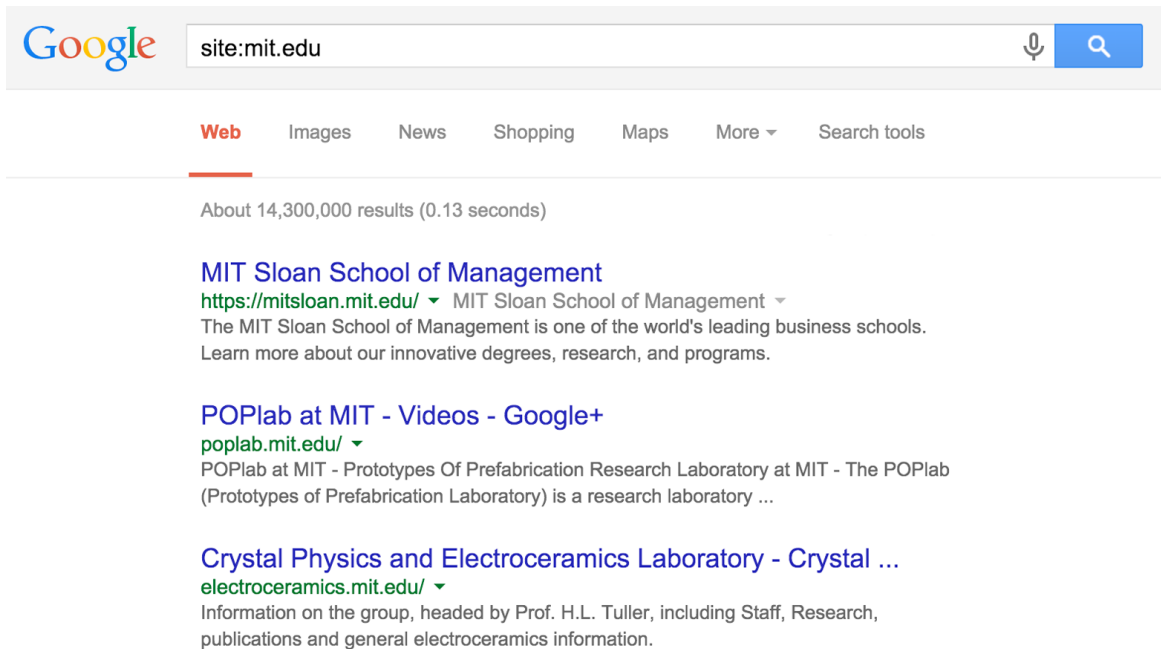 Google site:mit.edu
Web Images News Shopping Maps More Search tools
About 14,300,000 results (0.13 seconds)
MIT Sloan School of Management
https://mitsloan.mit.edu/ MIT Sloan School of Management
The MIT Sloan School of Management is one of the world's leading business schools.
Learn more about our innovative degrees, research, and programs.
POPlab at MIT - Videos - Google+
poplab.mit.edu/
POPlab at MIT - Prototypes Of Prefabrication Research Laboratory at MIT - The POPlab
(Prototypes of Prefabrication Laboratory) is a research laboratory ...
Crystal Physics and Electroceramics Laboratory - Crystal ...
electroceramics.mit.edu/
Information on the group, headed by Prof. H.L. Tuller, including Staff, Research,
publications and general electroceramics information.